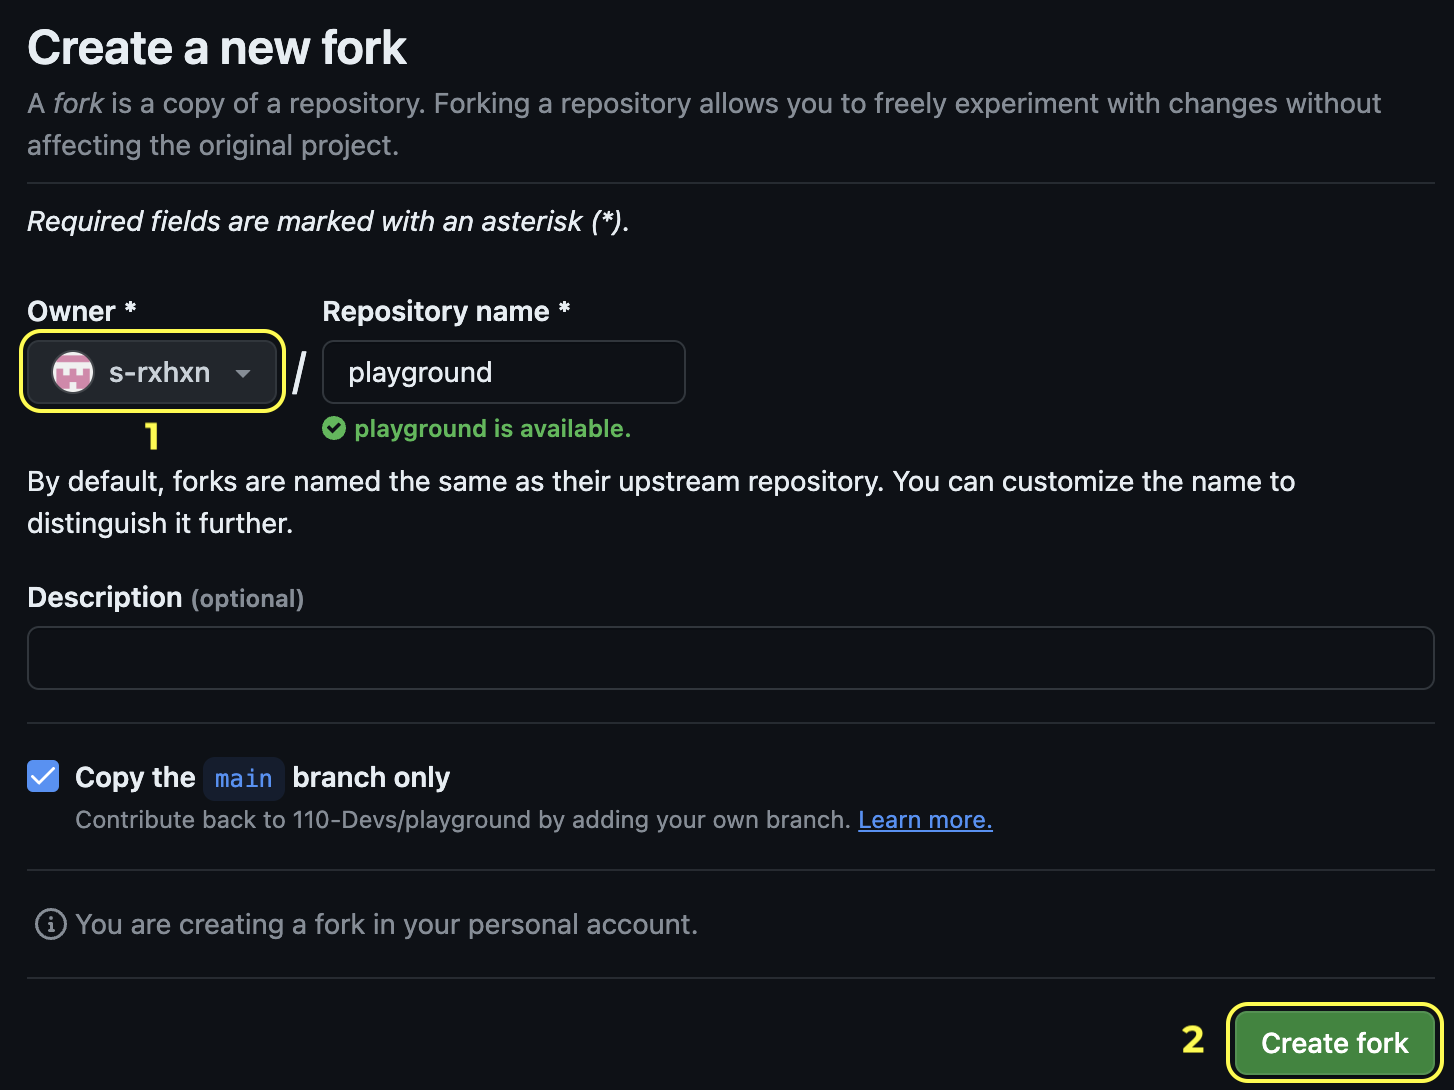 Create a new fork
A fork is a copy of a repository. Forking a repository allows you to freely experiment with changes without
affecting the original project.
Required fields are marked with an asterisk (*).
Owner *
Repository name *
s-rxhxn
/
playground
1
playground is available.
By default, forks are named the same as their upstream repository. You can customize the name to
distinguish it further.
Description (optional)
Copy the main branch only
Contribute back to 110-Devs/playground by adding your own branch. Learn more.
You are creating a fork in your personal account.
2
Create fork